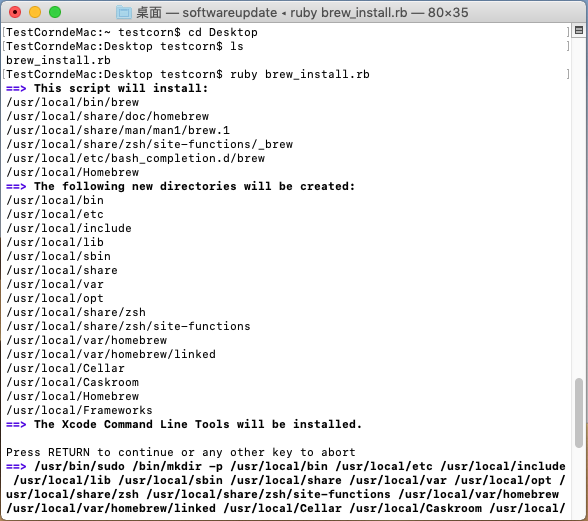 桌面 — softwareupdate ◂ ruby brew_install.rb — 80×35
[TestCorndeMac:~ testcorn$ cd Desktop ]
[TestCorndeMac:Desktop testcorn$ ls ]
brew_install.rb
[TestCorndeMac:Desktop testcorn$ ruby brew_install.rb ]
==> This script will install:
/usr/local/bin/brew
/usr/local/share/doc/homebrew
/usr/local/share/man/man1/brew.1
/usr/local/share/zsh/site-functions/_brew
/usr/local/etc/bash_completion.d/brew
/usr/local/Homebrew
==> The following new directories will be created:
/usr/local/bin
/usr/local/etc
/usr/local/include
/usr/local/lib
/usr/local/sbin
/usr/local/share
/usr/local/var
/usr/local/opt
/usr/local/share/zsh
/usr/local/share/zsh/site-functions
/usr/local/var/homebrew
/usr/local/var/homebrew/linked
/usr/local/Cellar
/usr/local/Caskroom
/usr/local/Homebrew
/usr/local/Frameworks
==> The Xcode Command Line Tools will be installed.
Press RETURN to continue or any other key to abort
==> /usr/bin/sudo /bin/mkdir -p /usr/local/bin /usr/local/etc /usr/local/include
 /usr/local/lib /usr/local/sbin /usr/local/share /usr/local/var /usr/local/opt /
usr/local/share/zsh /usr/local/share/zsh/site-functions /usr/local/var/homebrew
/usr/local/var/homebrew/linked /usr/local/Cellar /usr/local/Caskroom /usr/local/